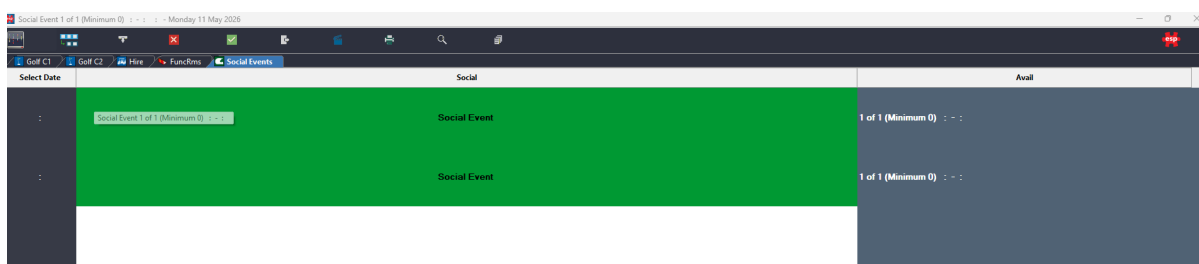 Social Event 1 of 1 (Minimum 0) : - : : - Monday 11 May 2026
esp
Golf C1 Golf C2 Hire FuncRms Social Events
Select Date Social Avail
: Social Event 1 of 1 (Minimum 0) : - : Social Event 1 of 1 (Minimum 0) : - :
: Social Event 1 of 1 (Minimum 0) : - :